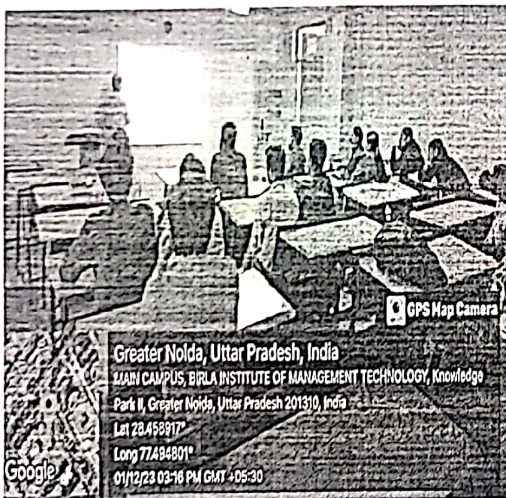 GPS Map Camera
Greater Noida, Uttar Pradesh, India
MAIN CAMPUS, BIRLA INSTITUTE OF MANAGEMENT TECHNOLOGY, Knowledge
Park II, Greater Noida, Uttar Pradesh 201310, India
Lat 28.458917°
Long 77.494801°
01/12/23 03:16 PM GMT +05:30
Google